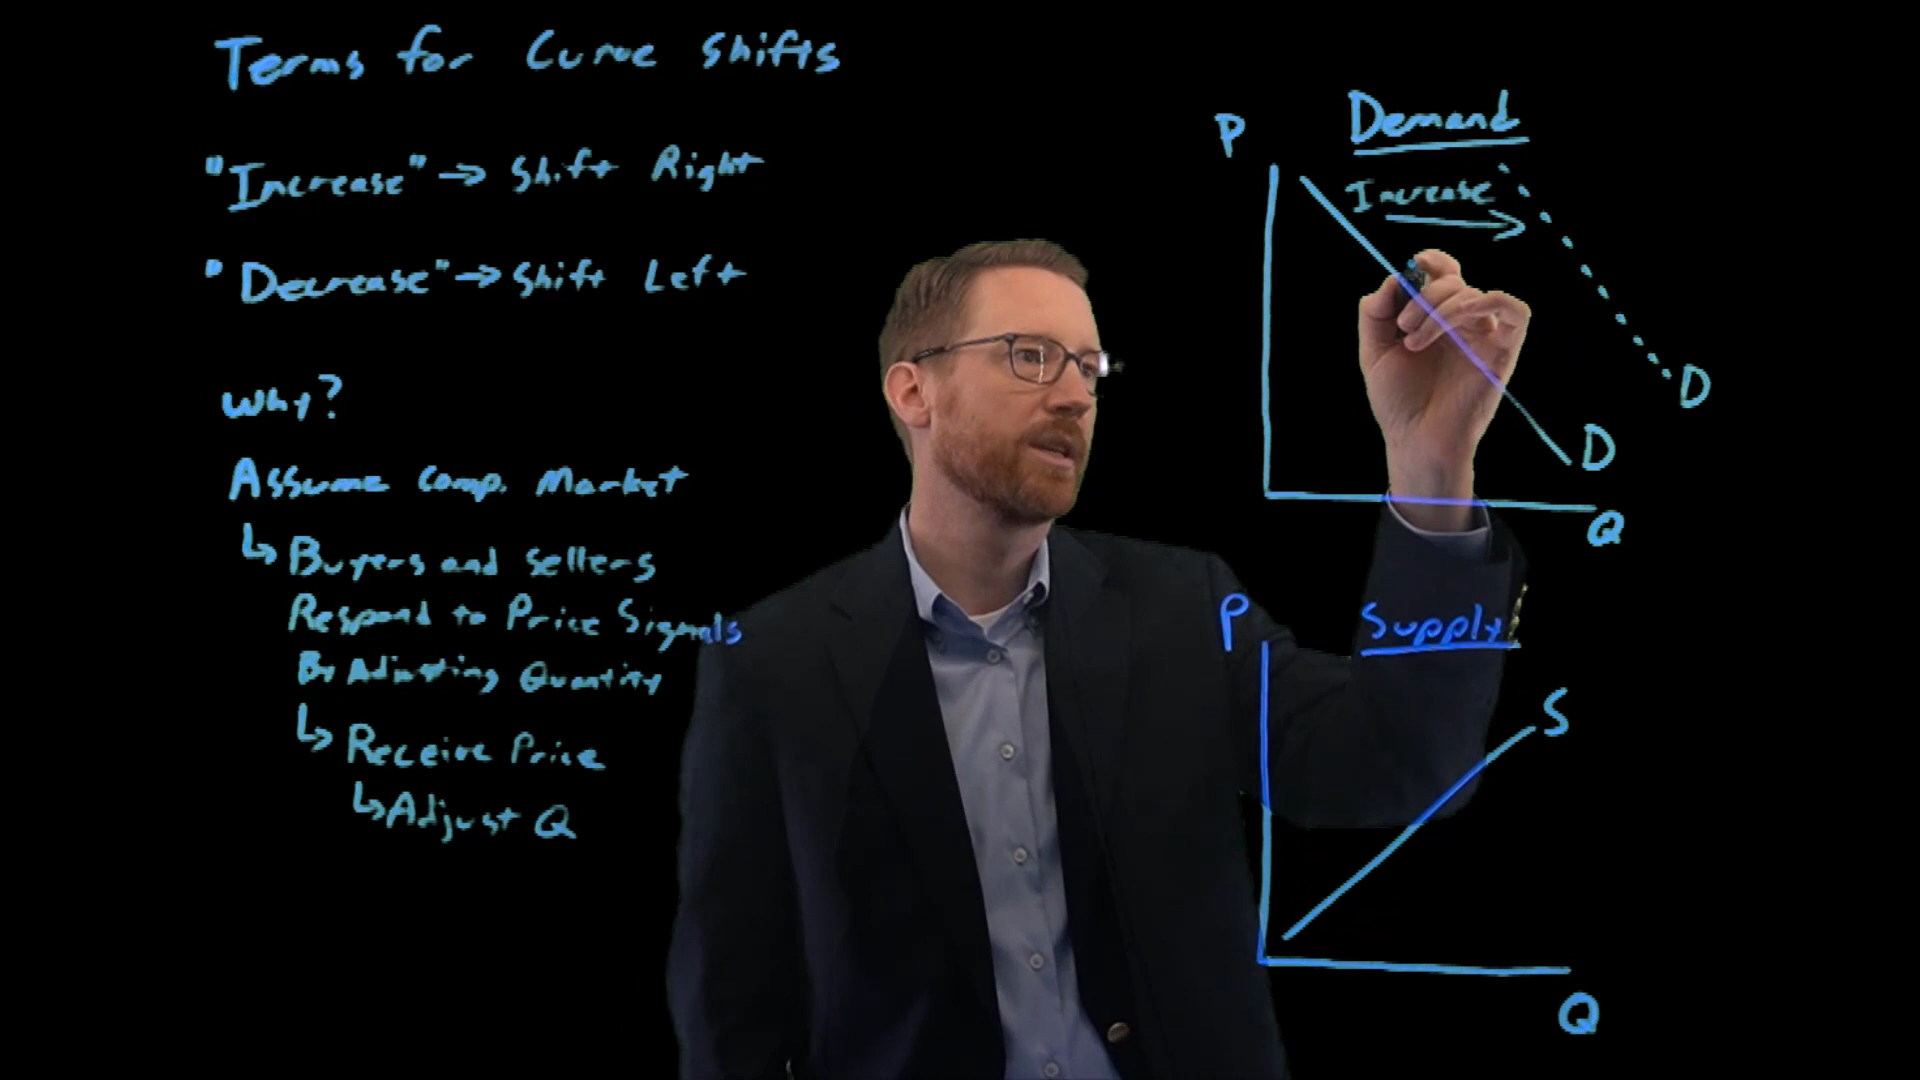 Terms for Curve Shifts
"Increase" → Shift Right
"Decrease" → Shift Left
Why?
Assume Comp. Market
↳ Buyers and Sellers
Respond to Price Signals
By Adjusting Quantity
↳ Receive Price
↳ Adjust Q
Demand
P
Increase
D
D
Q
Supply
P
S
Q